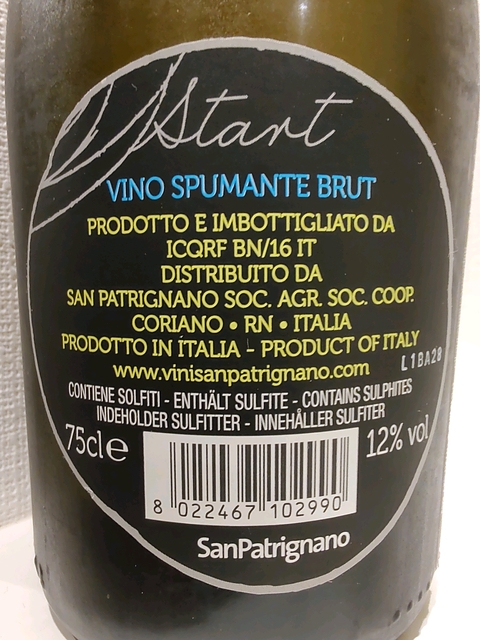 Start
VINO SPUMANTE BRUT
PRODOTTO E IMBOTTIGLIATO DA
ICQRF BN/16 IT
DISTRIBUITO DA
SAN PATRIGNANO SOC. AGR. SOC. COOP.
CORIANO • RN • ITALIA
PRODOTTO IN ITALIA - PRODUCT OF ITALY
www.vinisanpatrignano.com
L1BA28
CONTIENE SOLFITI - ENTHÄLT SULFITE - CONTAINS SULPHITES
INDEHOLDER SULFITTER - INNEHÅLLER SULFITER
75cl e
12% vol
8 022467 102990
SanPatrignano